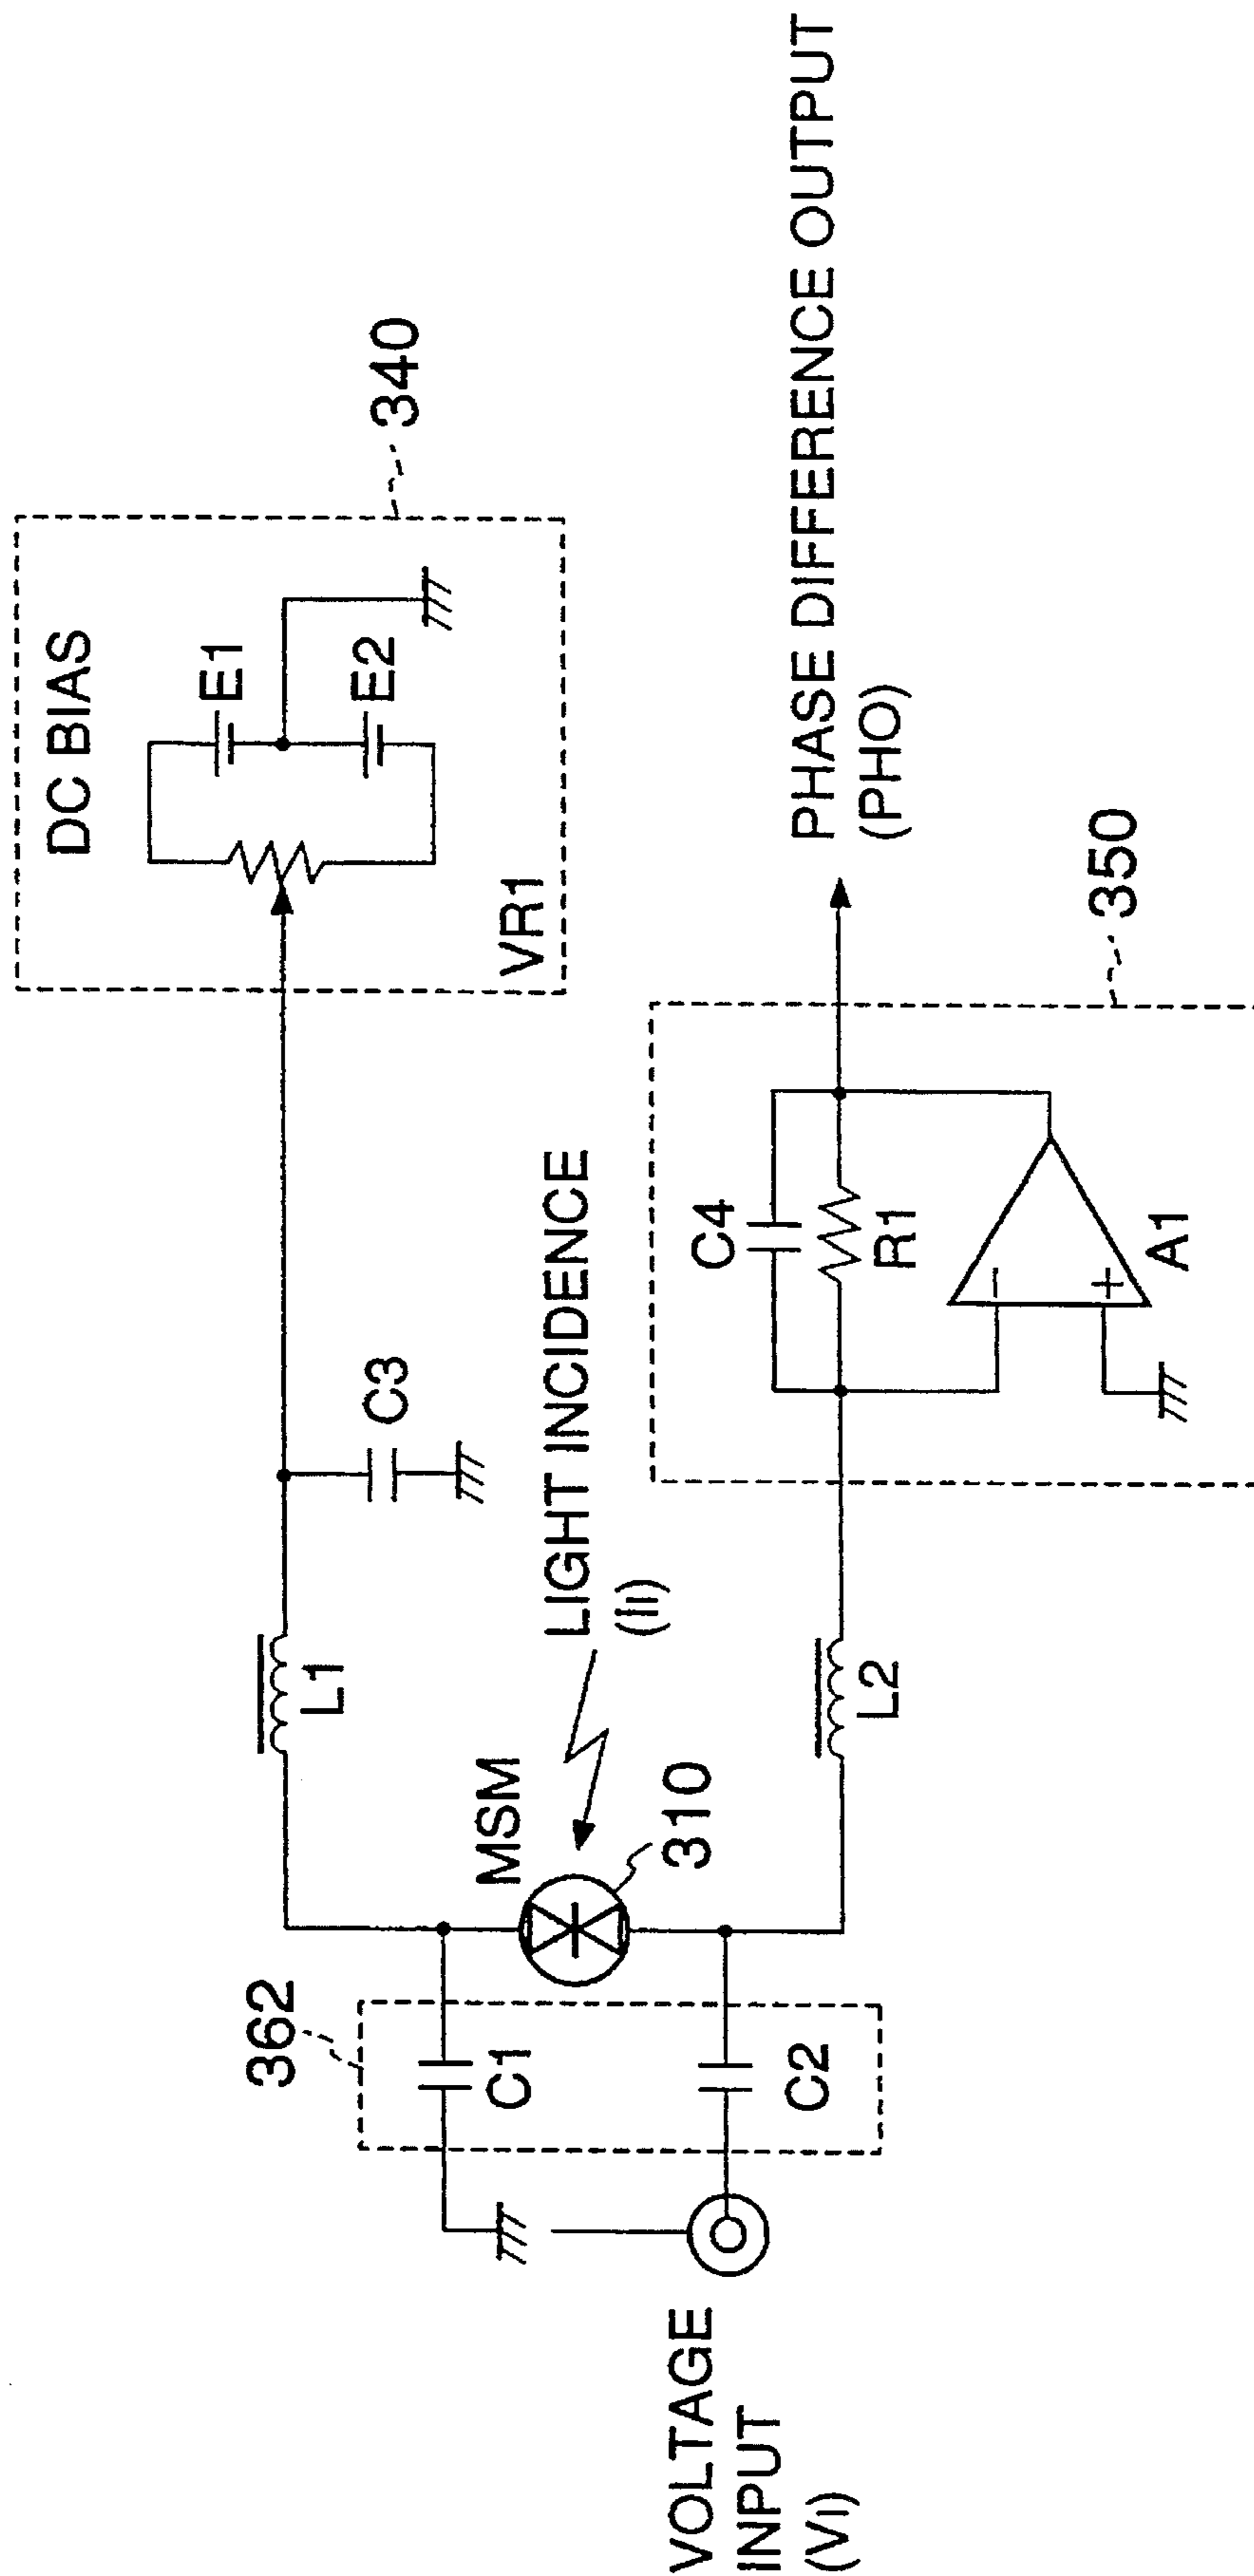 DC BIAS
E1
E2
VR1
340
L1
C3
362
C1
MSM
310
LIGHT INCIDENCE
(II)
C2
VOLTAGE
INPUT
(VI)
L2
C4
R1
A1
-
+
350
PHASE DIFFERENCE OUTPUT
(PHO)